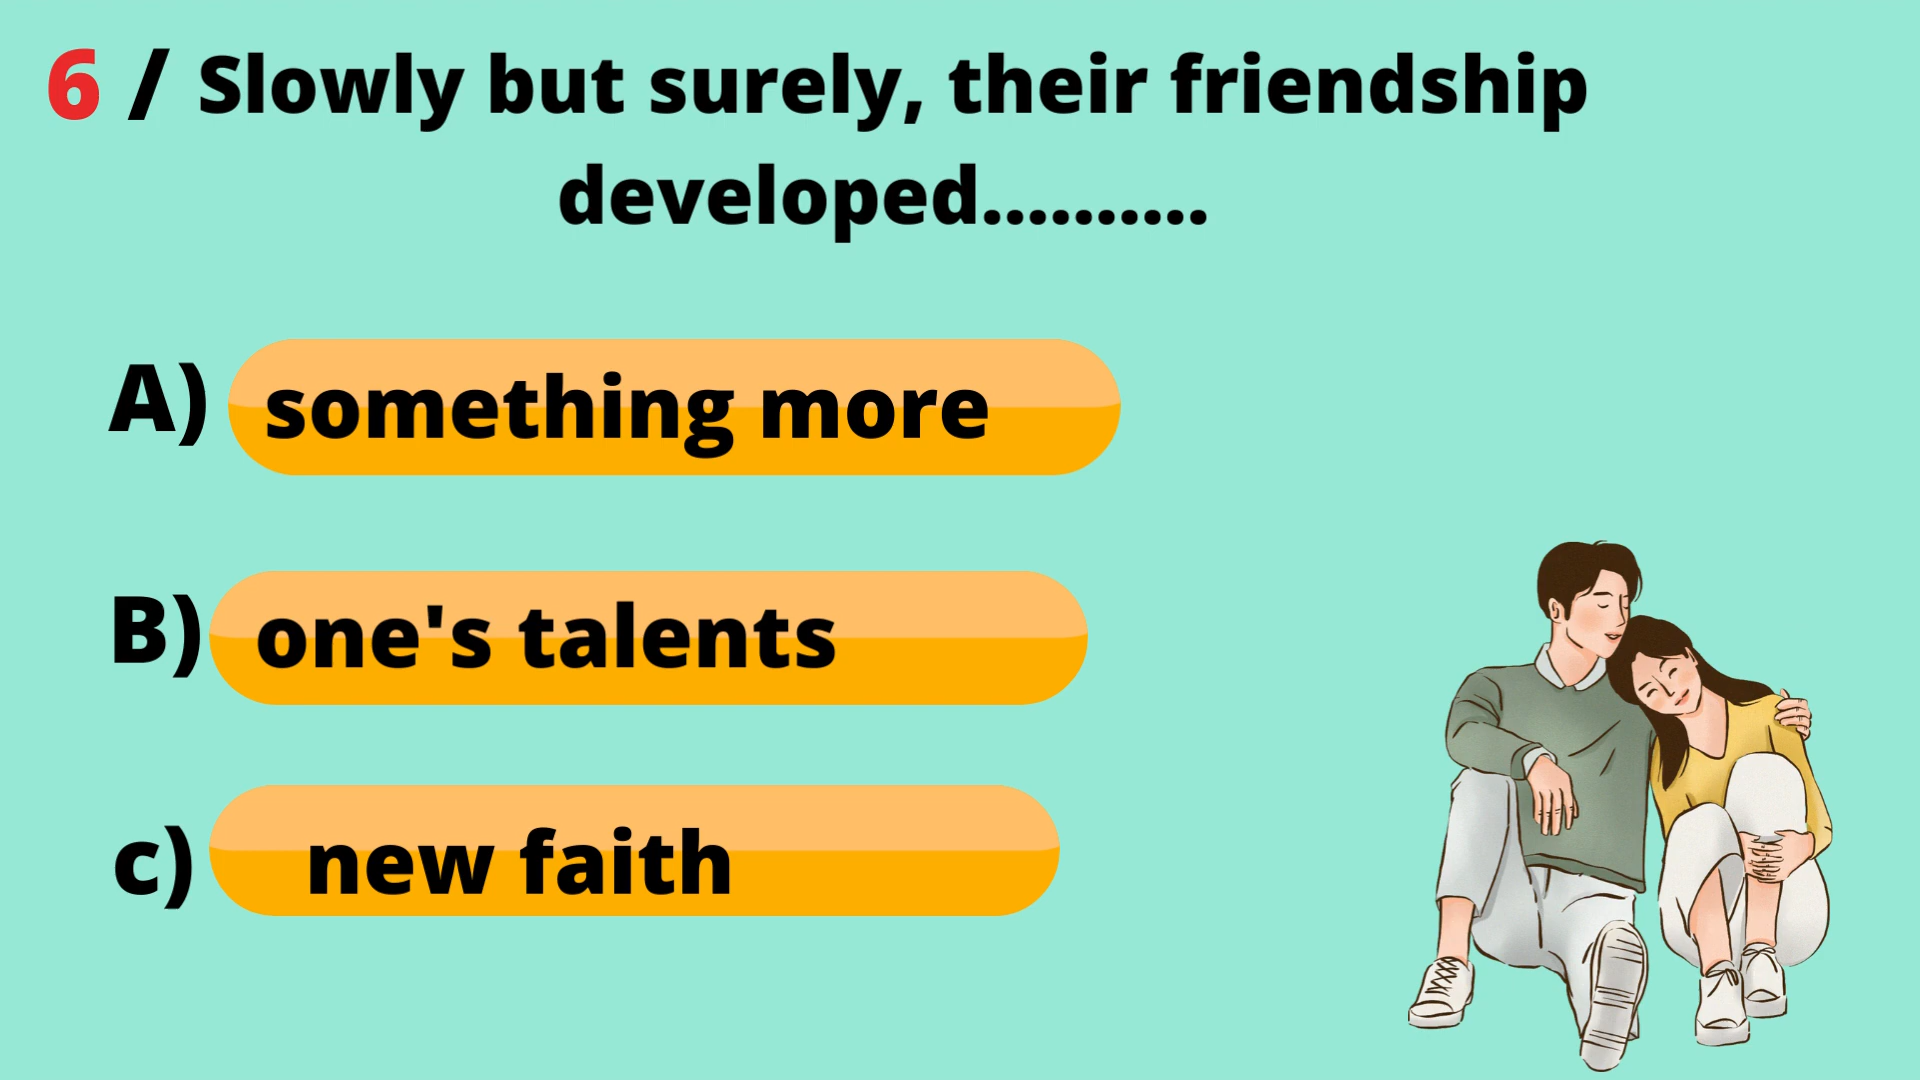 6 / Slowly but surely, their friendship
developed..........
A) something more
B) one's talents
c) new faith